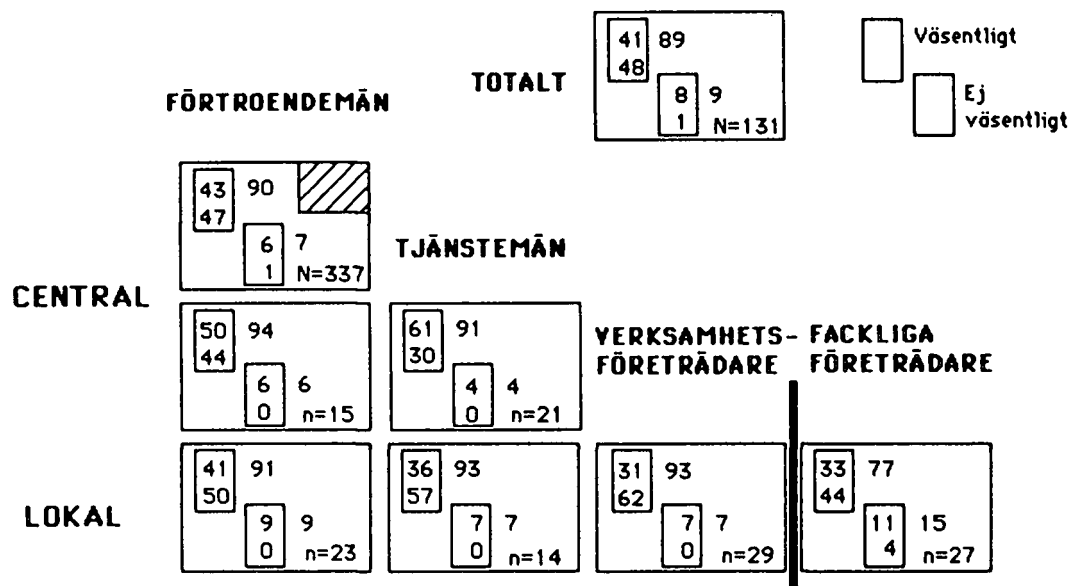 TOTALT
41 89
48
8 9
1 N=131
Väsentligt
Ej
väsentligt
FÖRTROENDEMÄN
43 90
47
6 7
1 N=337
TJÄNSTEMÄN
CENTRAL
50 94
44
6 6
0 n=15
61 91
30
4 4
0 n=21
VERKSAMHETS-
FÖRETRÄDARE
FACKLIGA
FÖRETRÄDARE
LOKAL
41 91
50
9 9
0 n=23
36 93
57
7 7
0 n=14
31 93
62
7 7
0 n=29
33 77
44
11 15
4 n=27